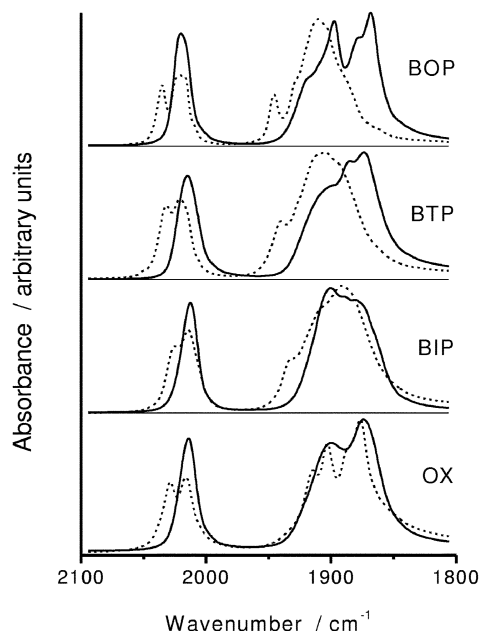 BOP
BTP
BIP
OX
Absorbance / arbitrary units
2100 2000 1900 1800
Wavenumber / cm⁻¹